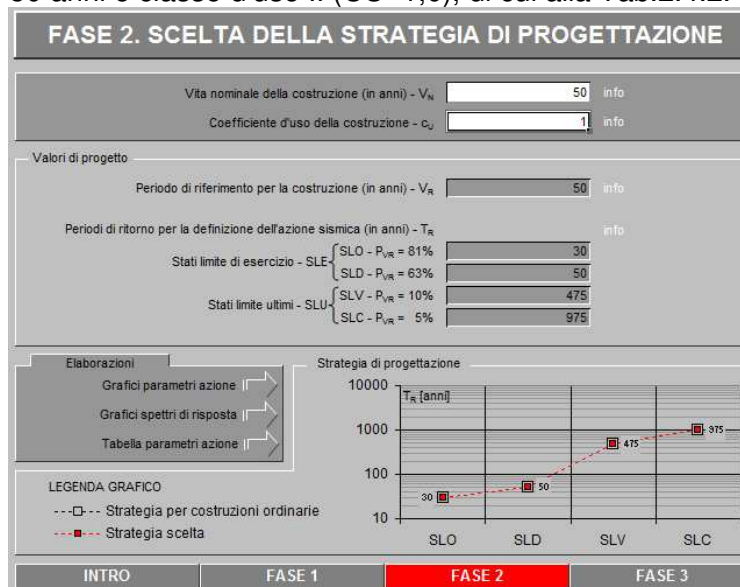 FASE 2. SCELTA DELLA STRATEGIA DI PROGETTAZIONE
Vita nominale della costruzione (in anni) - VN 50 info
Coefficiente d'uso della costruzione - cU 1 info
Valori di progetto
Periodo di riferimento per la costruzione (in anni) - VR 50 info
Periodi di ritorno per la definizione dell'azione sismica (in anni) - TR info
Stati limite di esercizio - SLE
SLO - PVR = 81% 30
SLD - PVR = 63% 50
Stati limite ultimi - SLU
SLV - PVR = 10% 475
SLC - PVR = 5% 975
Elaborazioni
Grafici parametri azione
Grafici spettri di risposta
Tabella parametri azione
Strategia di progettazione
TR [anni]
10000
1000
100
10
30
50
475
975
SLO SLD SLV SLC
LEGENDA GRAFICO
Strategia per costruzioni ordinarie
Strategia scelta
INTRO FASE 1 FASE 2 FASE 3